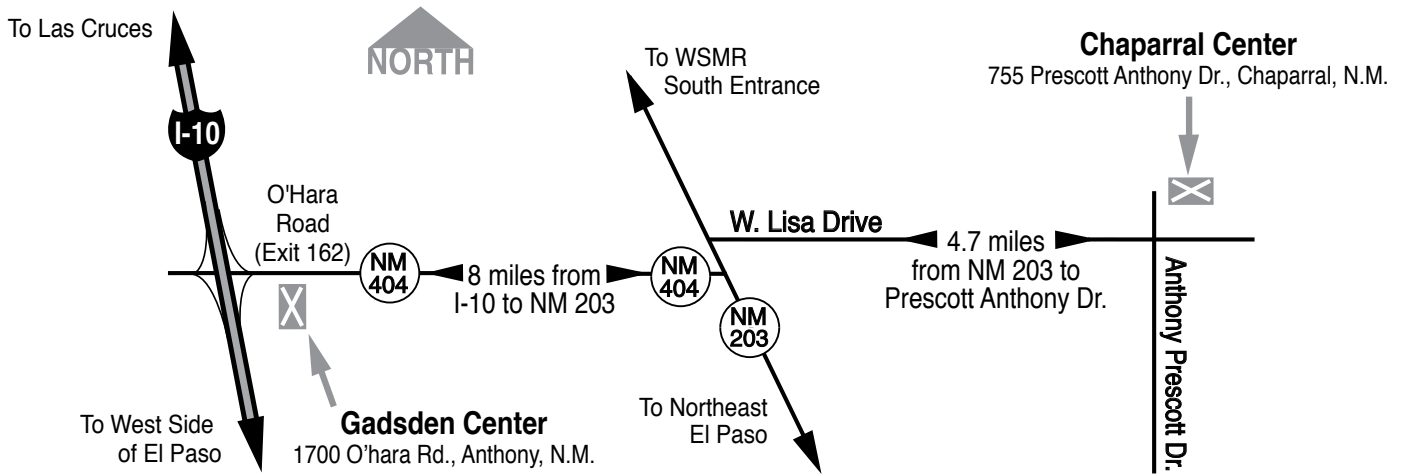 To Las Cruces
I-10
NORTH
To WSMR
South Entrance
Chaparral Center
755 Prescott Anthony Dr., Chaparral, N.M.
O'Hara
Road
(Exit 162)
NM
404
8 miles from
I-10 to NM 203
NM
404
W. Lisa Drive
4.7 miles
from NM 203 to
Prescott Anthony Dr.
NM
203
Anthony Prescott Dr.
To West Side
of El Paso
Gadsden Center
1700 O'hara Rd., Anthony, N.M.
To Northeast
El Paso